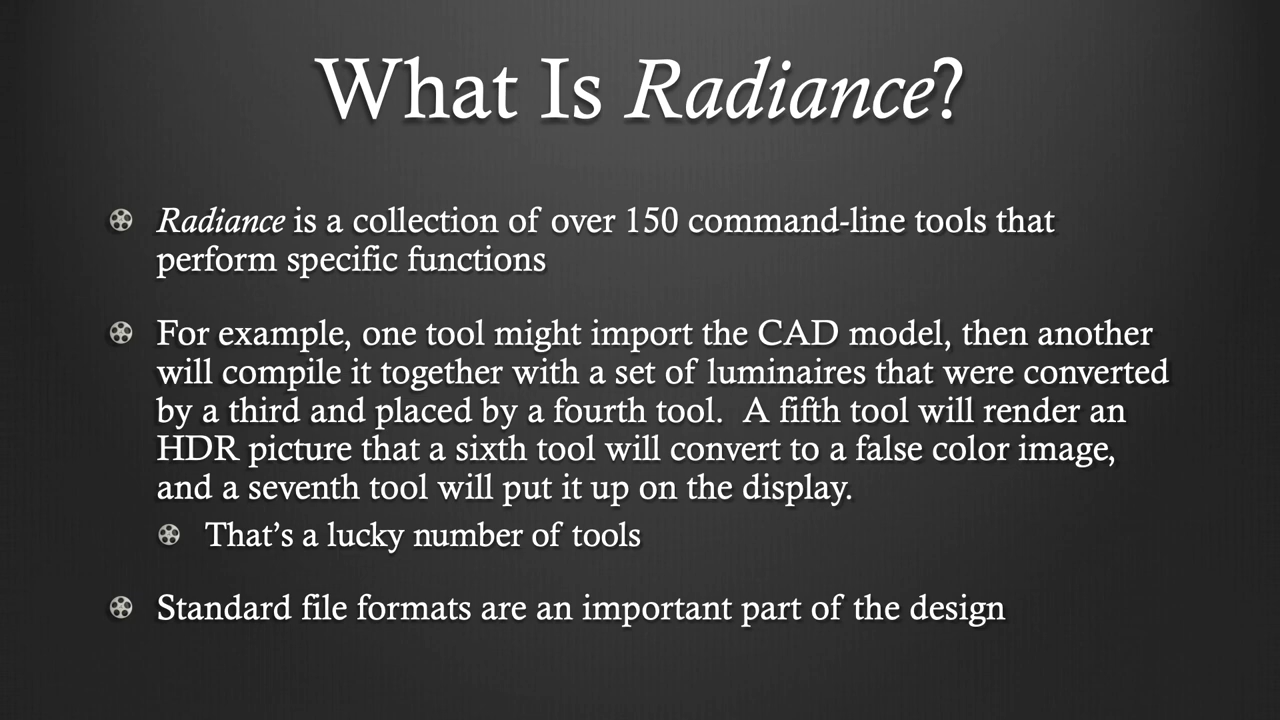 What Is Radiance?
Radiance is a collection of over 150 command-line tools that
perform specific functions
For example, one tool might import the CAD model, then another
will compile it together with a set of luminaires that were converted
by a third and placed by a fourth tool.  A fifth tool will render an
HDR picture that a sixth tool will convert to a false color image,
and a seventh tool will put it up on the display.
That’s a lucky number of tools
Standard file formats are an important part of the design